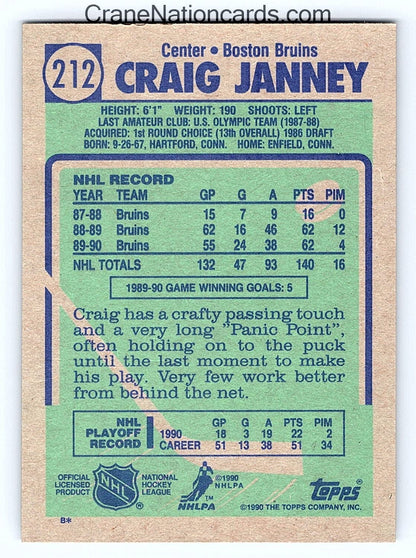 CraneNationcards.com
Center • Boston Bruins
212 CRAIG JANNEY
HEIGHT: 6'1" WEIGHT: 190 SHOOTS: LEFT
LAST AMATEUR CLUB: U.S. OLYMPIC TEAM (1987-88)
ACQUIRED: 1st ROUND CHOICE (13th OVERALL) 1986 DRAFT
BORN: 9-26-67, HARTFORD, CONN. HOME: ENFIELD, CONN.
NHL RECORD
YEAR TEAM GP G A PTS PIM
87-88 Bruins 15 7 9 16 0
88-89 Bruins 62 16 46 62 12
89-90 Bruins 55 24 38 62 4
NHL TOTALS 132 47 93 140 16
1989-90 GAME WINNING GOALS: 5
Craig has a crafty passing touch
and a very long "Panic Point",
often holding on to the puck
until the last moment to make
his play. Very few work better
from behind the net.
NHL PLAYOFF RECORD
GP G A PTS PIM
1990 18 3 19 22 2
CAREER 51 13 38 51 34
OFFICIAL
LICENSED
PRODUCT
NHL
NATIONAL
HOCKEY
LEAGUE
NHLPA
©1990
NHLPA
Topps
©1990 THE TOPPS COMPANY, INC.
B*